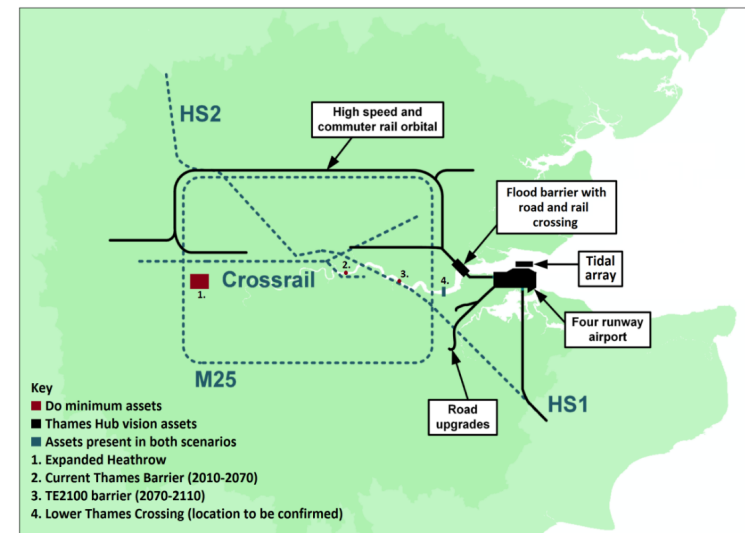 HS2
High speed and
commuter rail orbital
Flood barrier with
road and rail
crossing
Tidal
array
2.
3.
4.
Crossrail
1.
Four runway
airport
M25
HS1
Road
upgrades
Key
Do minimum assets
Thames Hub vision assets
Assets present in both scenarios
1. Expanded Heathrow
2. Current Thames Barrier (2010-2070)
3. TE2100 barrier (2070-2110)
4. Lower Thames Crossing (location to be confirmed)